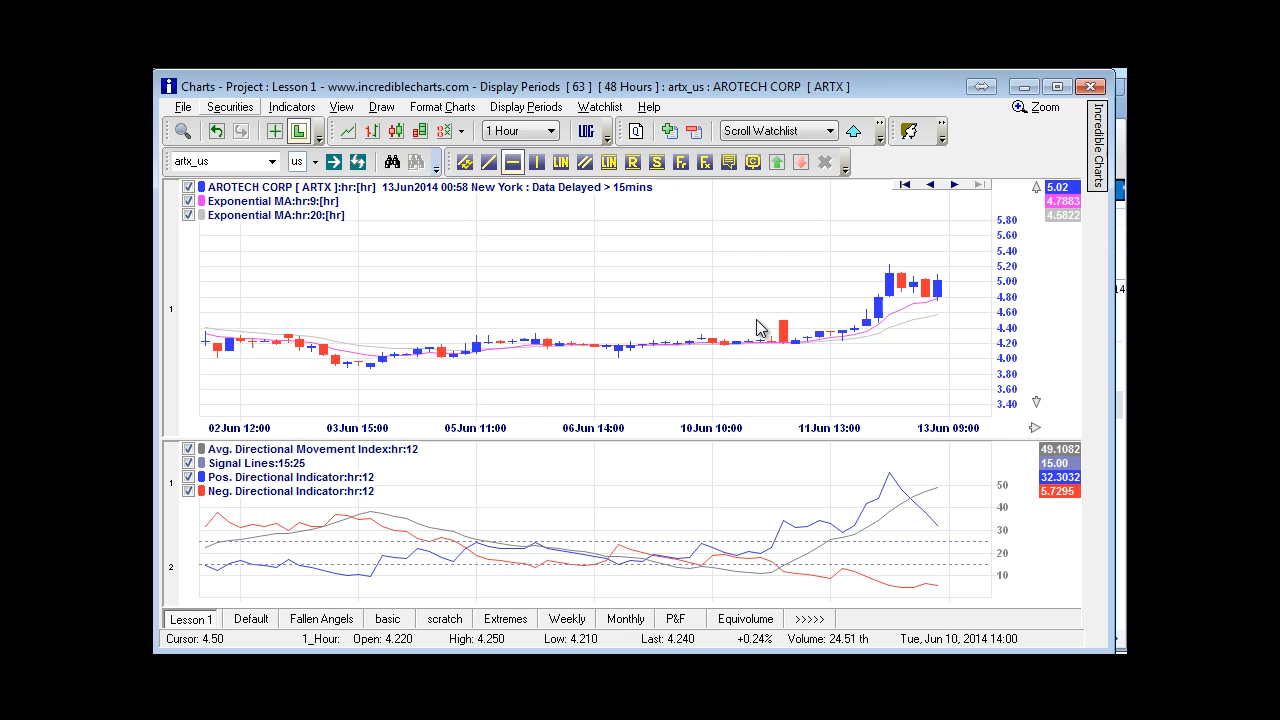 Charts - Project : Lesson 1 - www.incrediblecharts.com - Display Periods [ 63 ] [ 48 Hours ] : artx_us : AROTECH CORP [ ARTX ]
File Securities Indicators View Draw Format Charts Display Periods Watchlist Help Zoom
1 Hour LOG Scroll Watchlist
Incredible Charts
artx_us us LIN LIN R S
AROTECH CORP [ ARTX ]:hr:[hr] 13Jun2014 00:58 New York : Data Delayed > 15mins
5.02
Exponential MA:hr:9:[hr]
4.7883
Exponential MA:hr:20:[hr]
4.5822
5.80
5.60
5.40
5.20
5.00
4.80
4.60
4.40
4.20
4.00
3.80
3.60
3.40
1
02Jun 12:00 03Jun 15:00 05Jun 11:00 06Jun 14:00 10Jun 10:00 11Jun 13:00 13Jun 09:00
Avg. Directional Movement Index:hr:12
49.1082
Signal Lines:15:25
15.00
Pos. Directional Indicator:hr:12
32.3032
Neg. Directional Indicator:hr:12
5.7295
50
40
30
20
10
1
2
Lesson 1 Default Fallen Angels basic scratch Extremes Weekly Monthly P&F Equivolume >>>>>
Cursor: 4.50 1_Hour: Open: 4.220 High: 4.250 Low: 4.210 Last: 4.240 +0.24% Volume: 24.51 th Tue, Jun 10, 2014 14:00
14